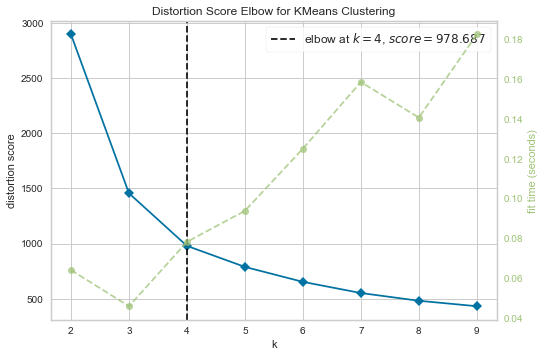 Distortion Score Elbow for KMeans Clustering
elbow at k = 4, score = 978.687
distortion score
3000
2500
2000
1500
1000
500
2 3 4 5 6 7 8 9
k
0.18
0.16
0.14
0.12
0.10
0.08
0.06
0.04
fit time (seconds)